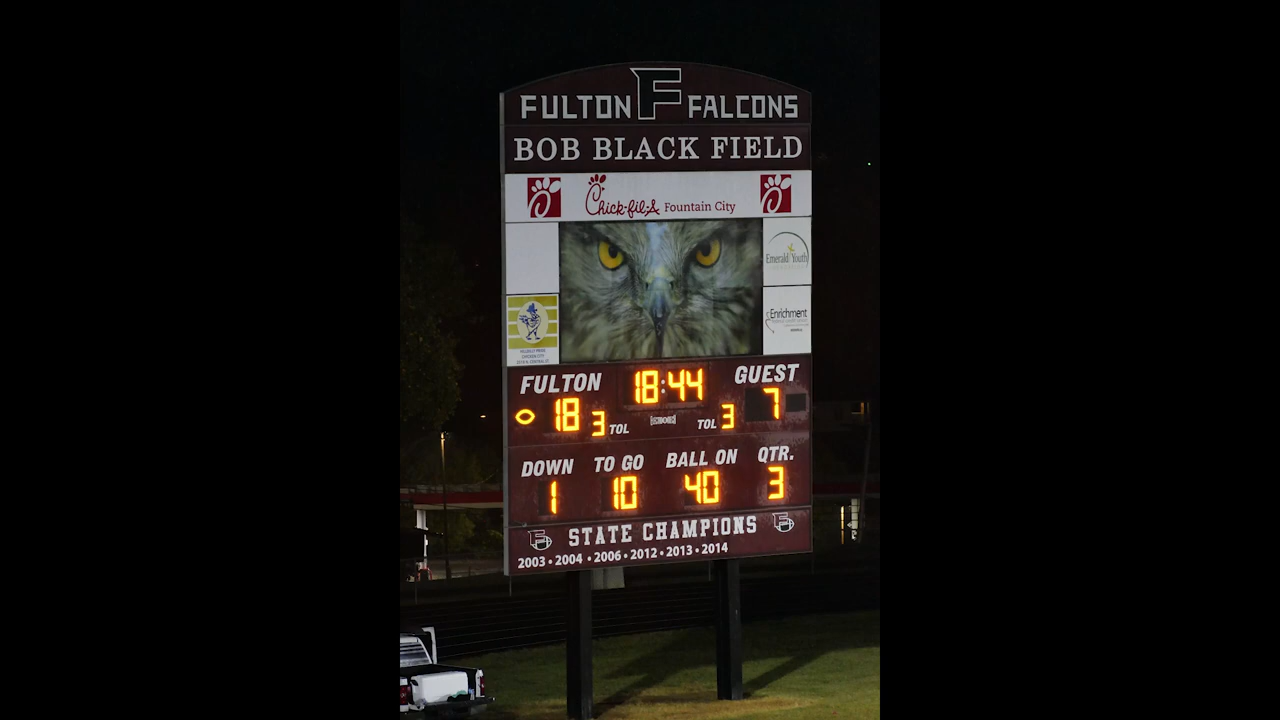 FULTON F FALCONS
BOB BLACK FIELD
Chick-fil-A Fountain City
Emerald Youth
Enrichment
FULTON 18:44 GUEST
18 3 TOL TOL 3 7
DOWN TO GO BALL ON QTR.
1 10 40 3
F STATE CHAMPIONS F
2003 • 2004 • 2006 • 2012 • 2013 • 2014